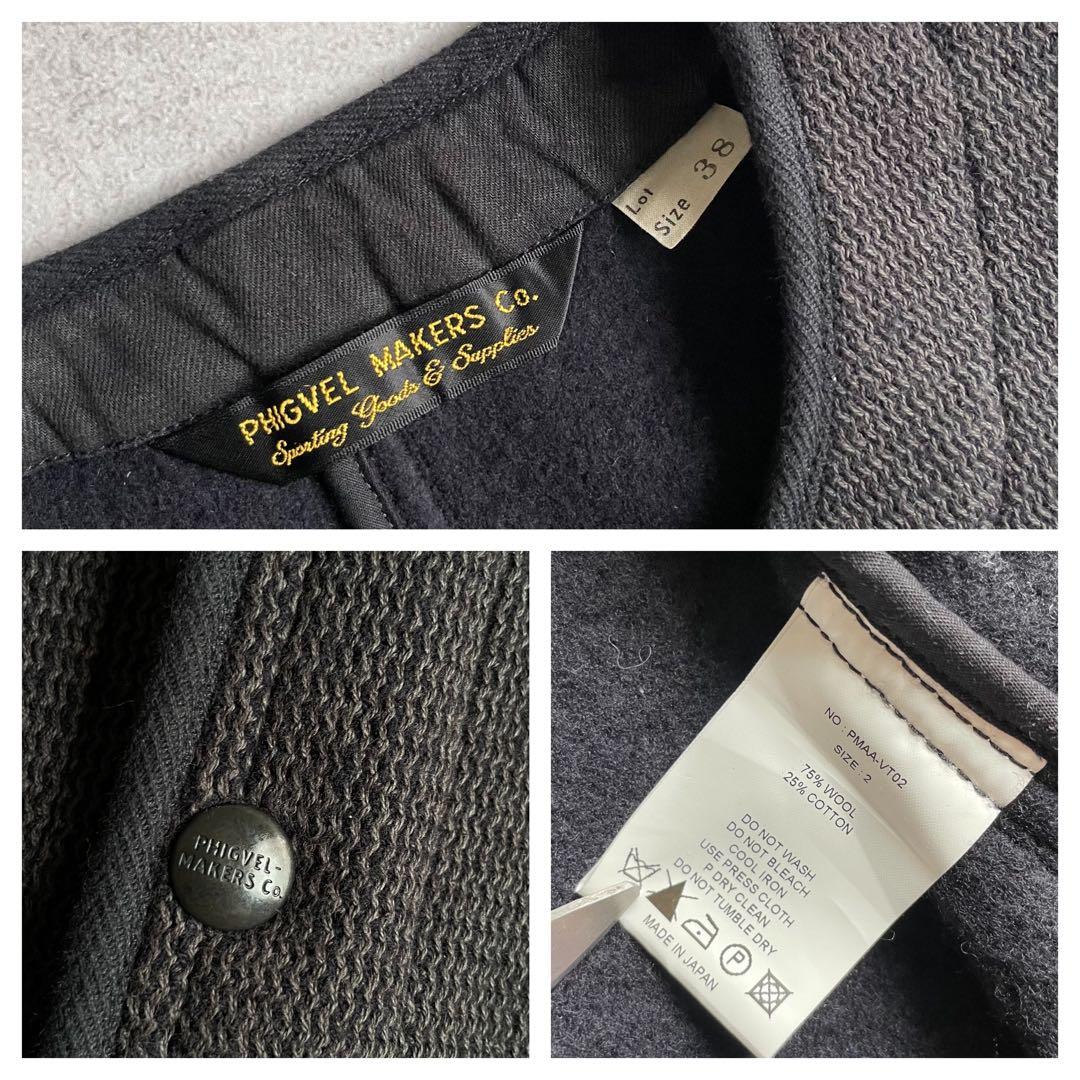 Lot
Size 38
PHIGVEL MAKERS Co.
Sporting Goods & Supplies
PHIGVEL-
MAKERS Co.
NO : PMAA-VT02
SIZE : 2
75% WOOL
25% COTTON
DO NOT WASH
DO NOT BLEACH
COOL IRON
USE PRESS CLOTH
P DRY CLEAN
DO NOT TUMBLE DRY
P
MADE IN JAPAN